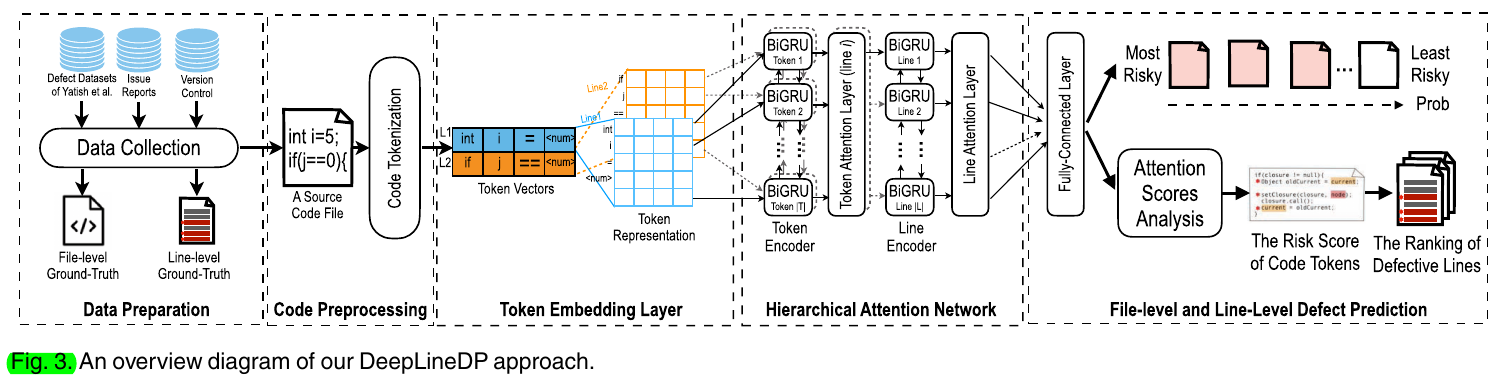 Defect Datasets
of Yatish et al.
Issue
Reports
Version
Control
Data Collection
File-level
Ground-Truth
Line-level
Ground-Truth
Data Preparation
int i=5;
if(j==0){
A Source
Code File
Code Tokenization
Code Preprocessing
L1
int
i
=
<num>
L2
if
j
==
<num>
Token Vectors
Line2
Line1
if
j
==
int
i
=
<num>
Token
Representation
Token Embedding Layer
BiGRU
Token 1
BiGRU
Token 2
BiGRU
Token |T|
Token
Encoder
Token Attention Layer (line i)
BiGRU
Line 1
BiGRU
Line 2
BiGRU
Line |L|
Line
Encoder
Line Attention Layer
Hierarchical Attention Network
Fully-Connected Layer
Most
Risky
...
Least
Risky
Prob
Attention
Scores
Analysis
if(closure != null){
Object oldCurrent = current;
setClosure(closure, node);
closure.call();
current = oldCurrent;
}
The Risk Score
of Code Tokens
The Ranking of
Defective Lines
File-level and Line-Level Defect Prediction
Fig. 3. An overview diagram of our DeepLineDP approach.